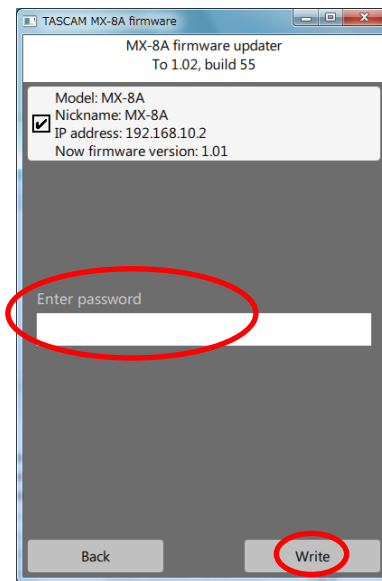 TASCAM MX-8A firmware
MX-8A firmware updater
To 1.02, build 55
Model: MX-8A
Nickname: MX-8A
IP address: 192.168.10.2
Now firmware version: 1.01
Enter password
Back
Write